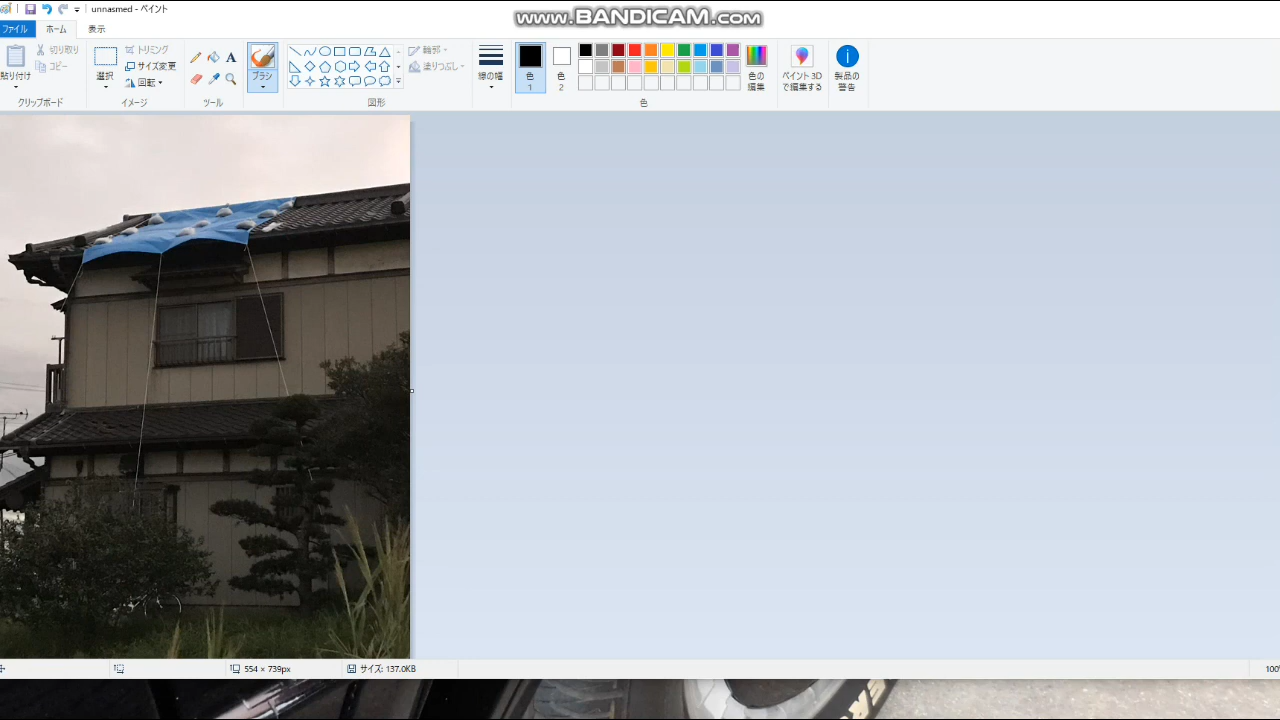 unnasmed - ペイント
www.BANDICAM.com
ファイル ホーム 表示
貼り付け
切り取り
コピー
クリップボード
選択
トリミング
サイズ変更
回転
イメージ
A
ツール
ブラシ
輪郭
塗りつぶし
図形
線の幅
色
1
色
2
色の
編集
色
ペイント 3D
で編集する
製品の
警告
554 × 739px
サイズ: 137.0KB
100%